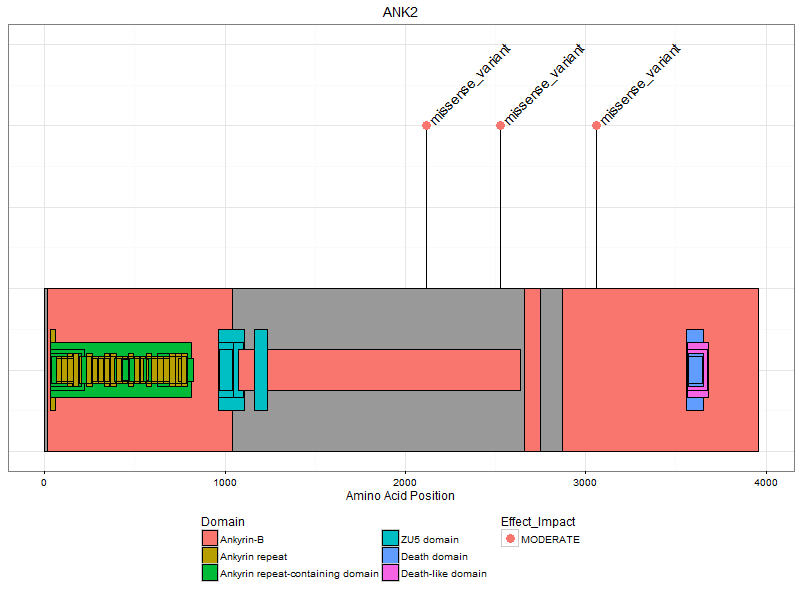 ANK2
missense_variant missense_variant missense_variant
0 1000 2000 3000 4000
Amino Acid Position
Domain
Ankyrin-B
Ankyrin repeat
Ankyrin repeat-containing domain
ZU5 domain
Death domain
Death-like domain
Effect_Impact
MODERATE